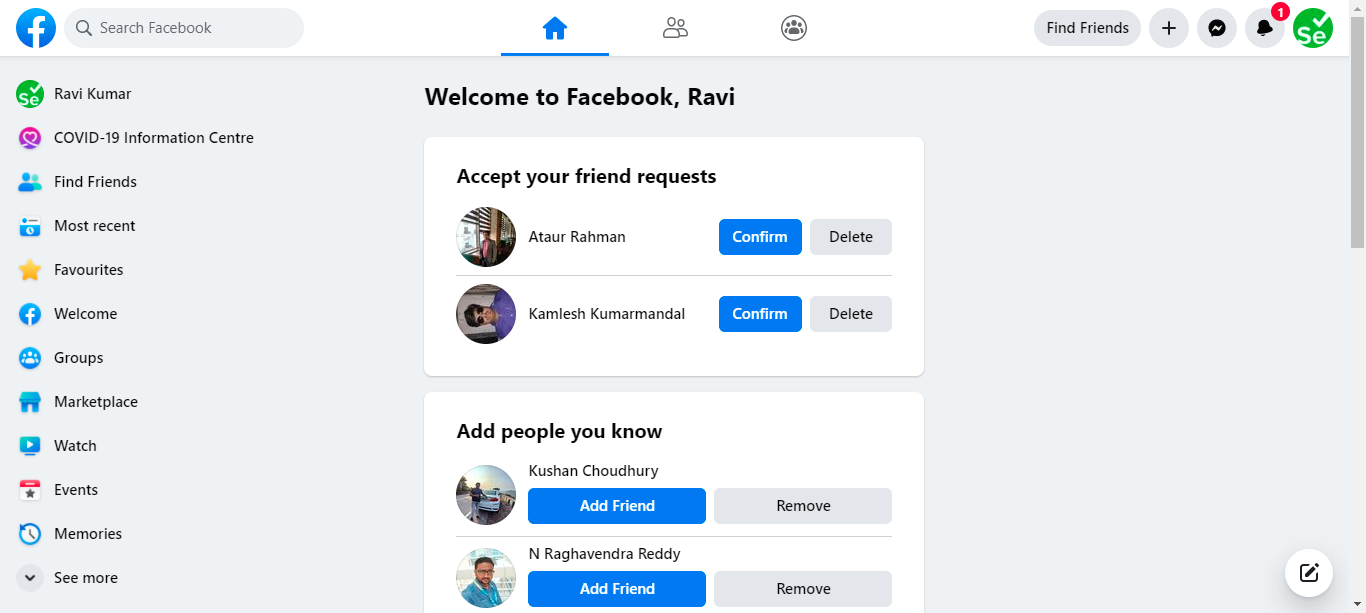 Search Facebook
Find Friends
1
Se
Se
Ravi Kumar
COVID-19 Information Centre
Find Friends
Most recent
Favourites
Welcome
Groups
Marketplace
Watch
Events
Memories
See more
Welcome to Facebook, Ravi
Accept your friend requests
Ataur Rahman
Confirm
Delete
Kamlesh Kumarmandal
Confirm
Delete
Add people you know
Kushan Choudhury
Add Friend
Remove
N Raghavendra Reddy
Add Friend
Remove